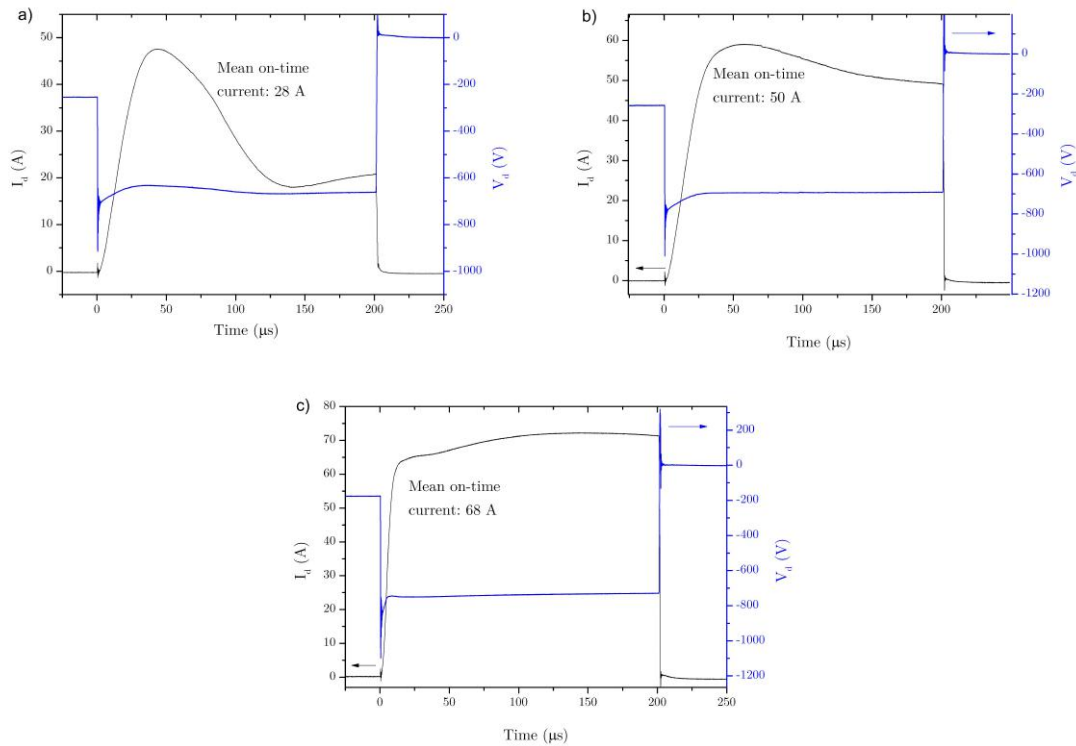 a)
50
40
30
20
10
0
I_d (A)
Mean on-time
current: 28 A
0
-200
-400
-600
-800
-1000
V_d (V)
0 50 100 150 200 250
Time (μs)
b)
60
50
40
30
20
10
0
I_d (A)
Mean on-time
current: 50 A
0
-200
-400
-600
-800
-1000
-1200
V_d (V)
0 50 100 150 200 250
Time (μs)
c)
80
70
60
50
40
30
20
10
0
I_d (A)
Mean on-time
current: 68 A
200
0
-200
-400
-600
-800
-1000
-1200
V_d (V)
0 50 100 150 200 250
Time (μs)